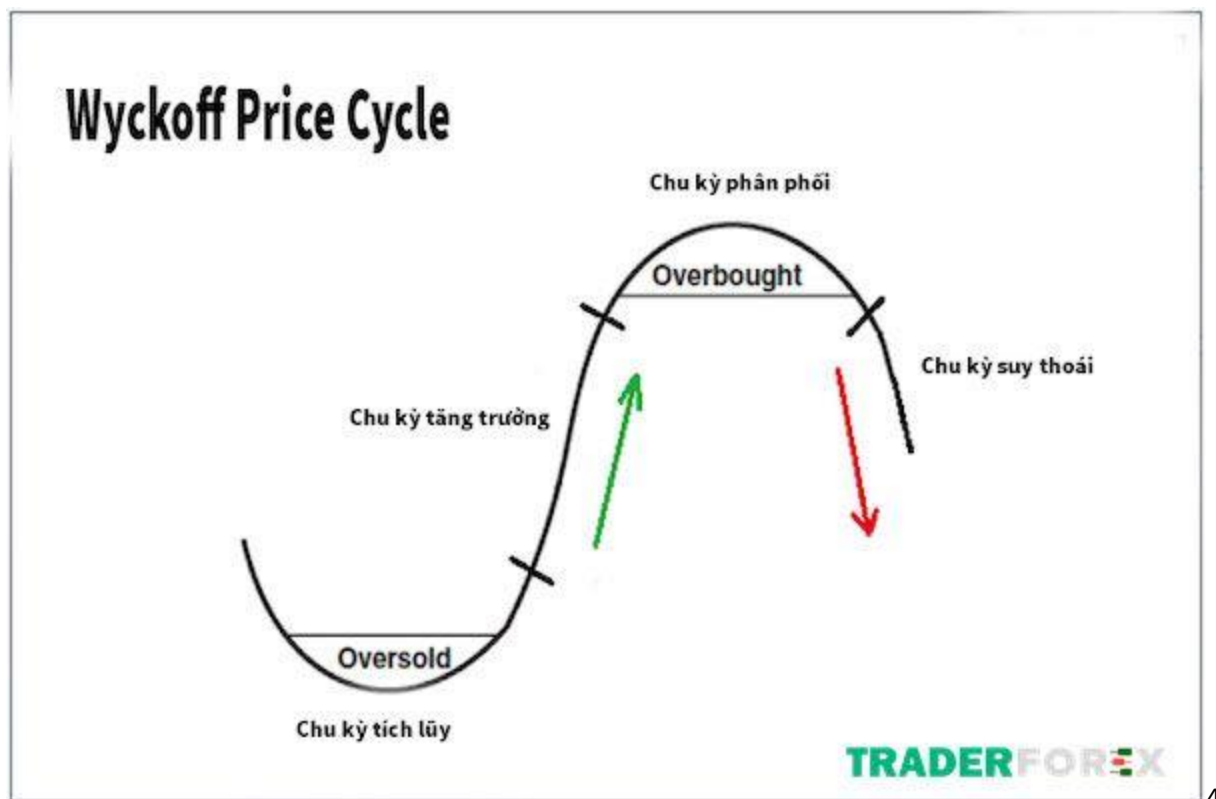 Wyckoff Price Cycle
Chu kỳ phân phối
Overbought
Chu kỳ suy thoái
Chu kỳ tăng trưởng
Oversold
Chu kỳ tích lũy
TRADERFOREX
4